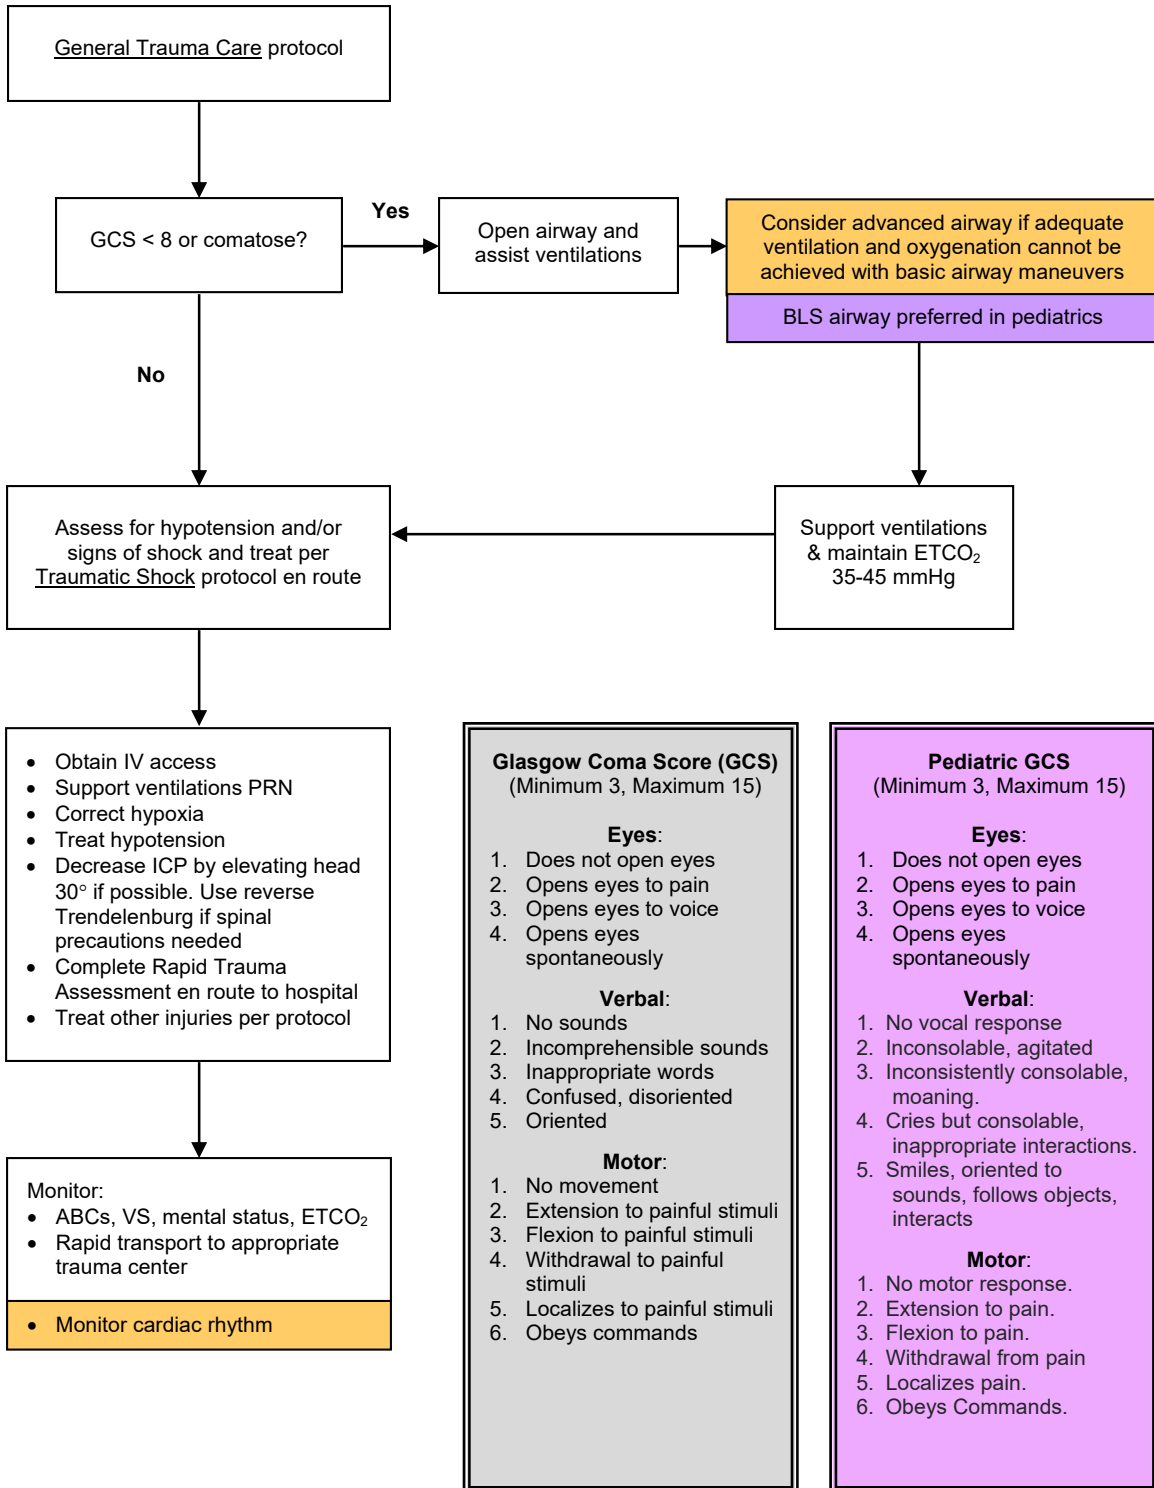 General Trauma Care protocol
GCS < 8 or comatose?
Yes
No
Open airway and
assist ventilations
Consider advanced airway if adequate
ventilation and oxygenation cannot be
achieved with basic airway maneuvers
BLS airway preferred in pediatrics
Support ventilations
& maintain ETCO₂
35-45 mmHg
Assess for hypotension and/or
signs of shock and treat per
Traumatic Shock protocol en route
• Obtain IV access
• Support ventilations PRN
• Correct hypoxia
• Treat hypotension
• Decrease ICP by elevating head
30° if possible. Use reverse
Trendelenburg if spinal
precautions needed
• Complete Rapid Trauma
Assessment en route to hospital
• Treat other injuries per protocol
Monitor:
• ABCs, VS, mental status, ETCO₂
• Rapid transport to appropriate
trauma center
• Monitor cardiac rhythm
Glasgow Coma Score (GCS)
(Minimum 3, Maximum 15)
Eyes:
1. Does not open eyes
2. Opens eyes to pain
3. Opens eyes to voice
4. Opens eyes
spontaneously
Verbal:
1. No sounds
2. Incomprehensible sounds
3. Inappropriate words
4. Confused, disoriented
5. Oriented
Motor:
1. No movement
2. Extension to painful stimuli
3. Flexion to painful stimuli
4. Withdrawal to painful
stimuli
5. Localizes to painful stimuli
6. Obeys commands
Pediatric GCS
(Minimum 3, Maximum 15)
Eyes:
1. Does not open eyes
2. Opens eyes to pain
3. Opens eyes to voice
4. Opens eyes
spontaneously
Verbal:
1. No vocal response
2. Inconsolable, agitated
3. Inconsistently consolable,
moaning.
4. Cries but consolable,
inappropriate interactions.
5. Smiles, oriented to
sounds, follows objects,
interacts
Motor:
1. No motor response.
2. Extension to pain.
3. Flexion to pain.
4. Withdrawal from pain
5. Localizes pain.
6. Obeys Commands.